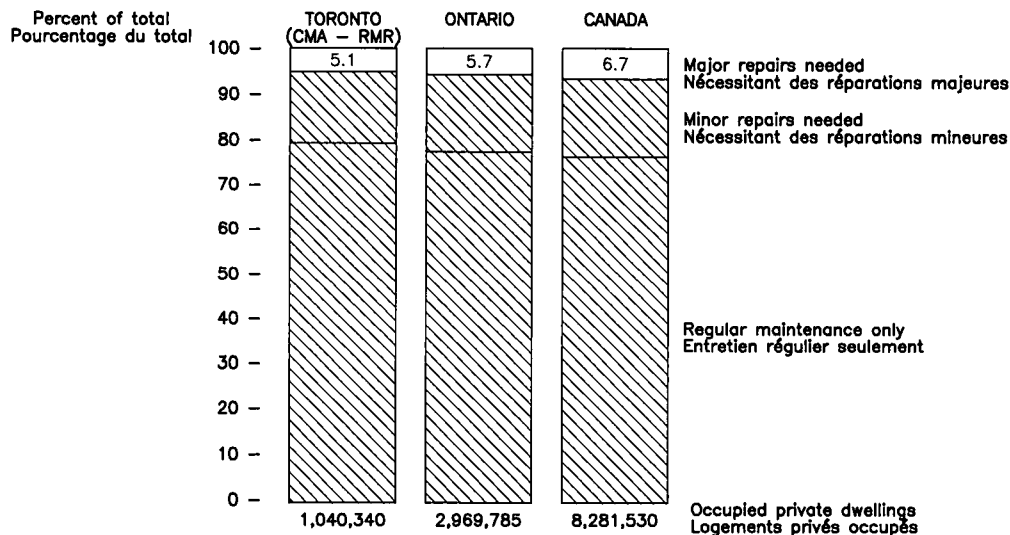 Percent of total
Pourcentage du total
TORONTO
(CMA – RMR)
ONTARIO
CANADA
100 –
90 –
80 –
70 –
60 –
50 –
40 –
30 –
20 –
10 –
0 –
5.1
5.7
6.7
Major repairs needed
Nécessitant des réparations majeures
Minor repairs needed
Nécessitant des réparations mineures
Regular maintenance only
Entretien régulier seulement
1,040,340
2,969,785
8,281,530
Occupied private dwellings
Logements privés occupés